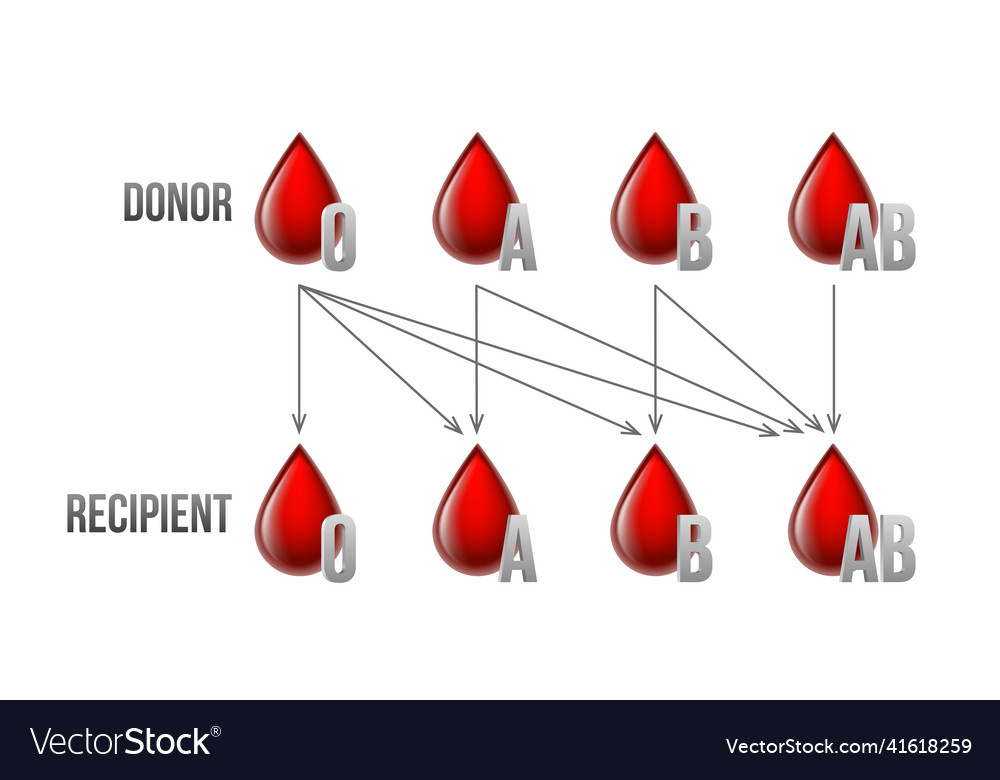 DONOR O A B AB
RECIPIENT O A B AB
VectorStock® VectorStock.com/41618259